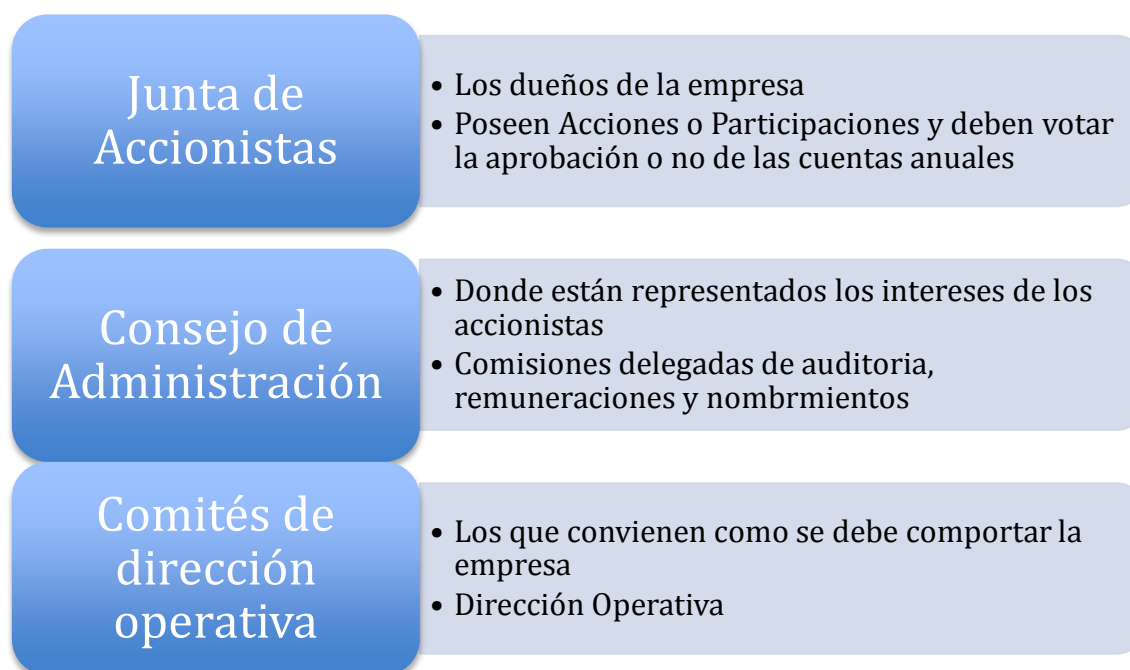 Junta de
Accionistas
• Los dueños de la empresa
• Poseen Acciones o Participaciones y deben votar
la aprobación o no de las cuentas anuales
Consejo de
Administración
• Donde están representados los intereses de los
accionistas
• Comisiones delegadas de auditoria,
remuneraciones y nombrmientos
Comités de
dirección
operativa
• Los que convienen como se debe comportar la
empresa
• Dirección Operativa